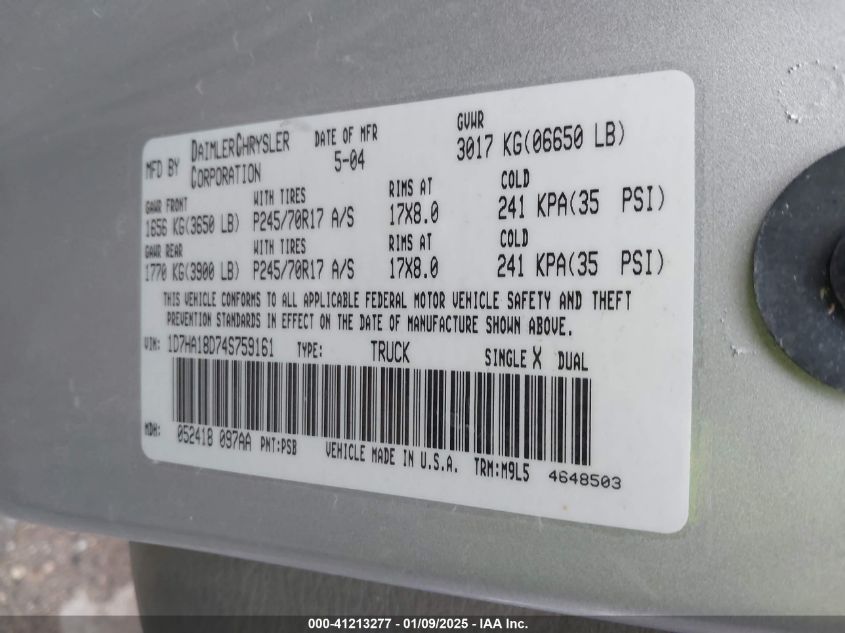 MFD BY DAIMLERCHRYSLER CORPORATION DATE OF MFR 5-04 GVWR 3017 KG(06650 LB)
GAWR FRONT WITH TIRES RIMS AT COLD
1656 KG(3650 LB) P245/70R17 A/S 17X8.0 241 KPA(35 PSI)
GAWR REAR WITH TIRES RIMS AT COLD
1770 KG(3900 LB) P245/70R17 A/S 17X8.0 241 KPA(35 PSI)
THIS VEHICLE CONFORMS TO ALL APPLICABLE FEDERAL MOTOR VEHICLE SAFETY AND THEFT
PREVENTION STANDARDS IN EFFECT ON THE DATE OF MANUFACTURE SHOWN ABOVE.
VIN: 1D7HA18D74S759161 TYPE: TRUCK SINGLE X DUAL
MDH: 052418 097AA PNT:PSB VEHICLE MADE IN U.S.A. TRM:M9L5 4648503
000-41213277 - 01/09/2025 - IAA Inc.